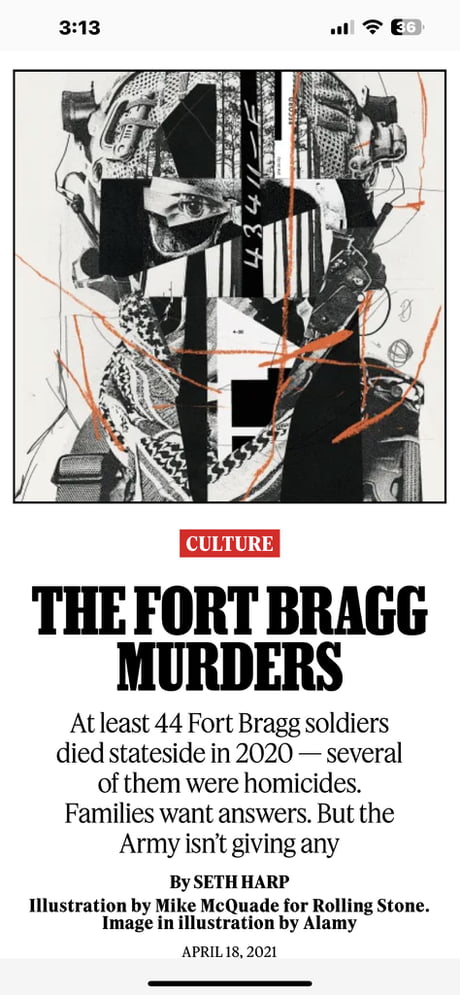 3:13
36
RECORD
43411-F
CULTURE
THE FORT BRAGG
MURDERS
At least 44 Fort Bragg soldiers
died stateside in 2020 — several
of them were homicides.
Families want answers. But the
Army isn’t giving any
By SETH HARP
Illustration by Mike McQuade for Rolling Stone.
Image in illustration by Alamy
APRIL 18, 2021